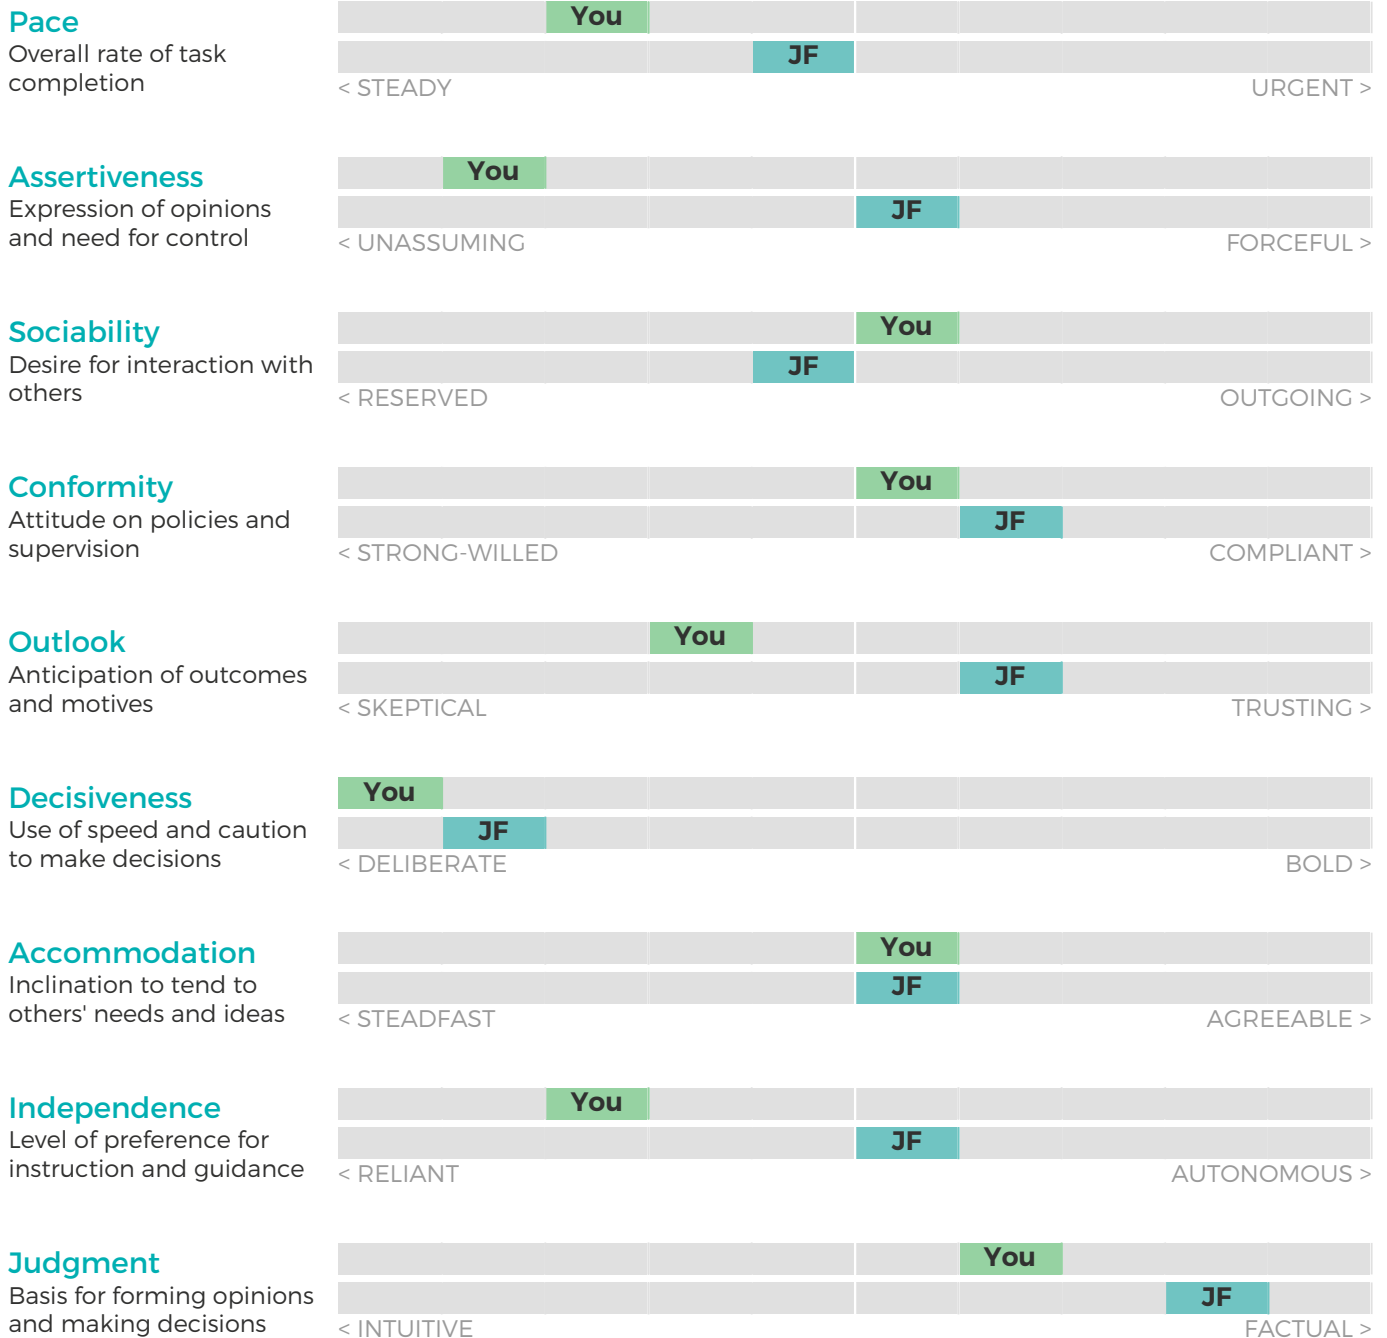 Pace
Overall rate of task
completion
You
JF
< STEADY
URGENT >
Assertiveness
Expression of opinions
and need for control
You
JF
< UNASSUMING
FORCEFUL >
Sociability
Desire for interaction with
others
You
JF
< RESERVED
OUTGOING >
Conformity
Attitude on policies and
supervision
You
JF
< STRONG-WILLED
COMPLIANT >
Outlook
Anticipation of outcomes
and motives
You
JF
< SKEPTICAL
TRUSTING >
Decisiveness
Use of speed and caution
to make decisions
You
JF
< DELIBERATE
BOLD >
Accommodation
Inclination to tend to
others' needs and ideas
You
JF
< STEADFAST
AGREEABLE >
Independence
Level of preference for
instruction and guidance
You
JF
< RELIANT
AUTONOMOUS >
Judgment
Basis for forming opinions
and making decisions
You
JF
< INTUITIVE
FACTUAL >